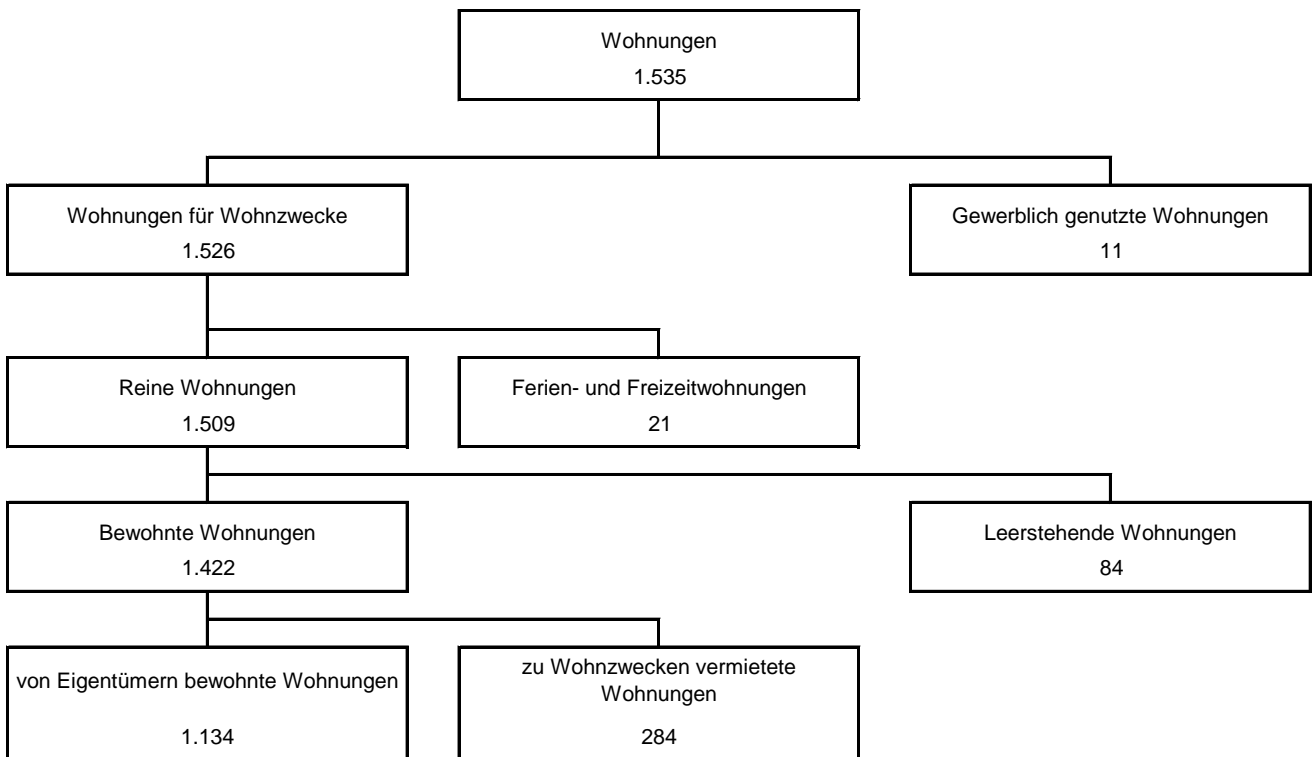 Wohnungen
1.535
Wohnungen für Wohnzwecke
1.526
Gewerblich genutzte Wohnungen
11
Reine Wohnungen
1.509
Ferien- und Freizeitwohnungen
21
Bewohnte Wohnungen
1.422
Leerstehende Wohnungen
84
von Eigentümern bewohnte Wohnungen
1.134
zu Wohnzwecken vermietete
Wohnungen
284